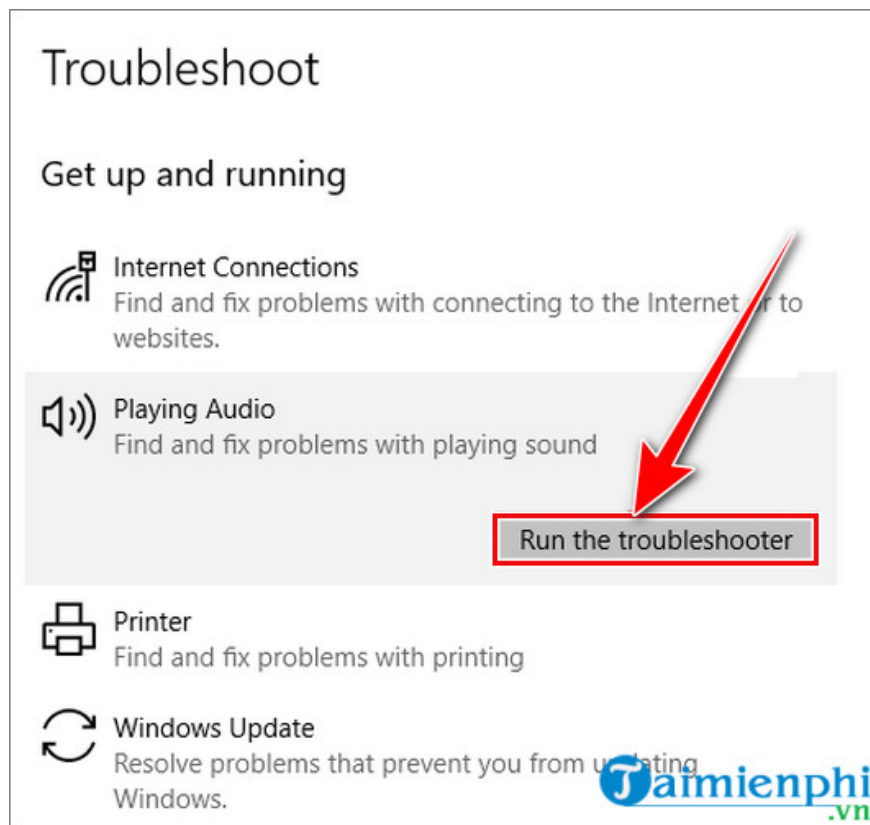 Troubleshoot
Get up and running
Internet Connections
Find and fix problems with connecting to the Internet or to
websites.
Playing Audio
Find and fix problems with playing sound
Run the troubleshooter
Printer
Find and fix problems with printing
Windows Update
Resolve problems that prevent you from updating
Windows.
Taimienphi
.vn